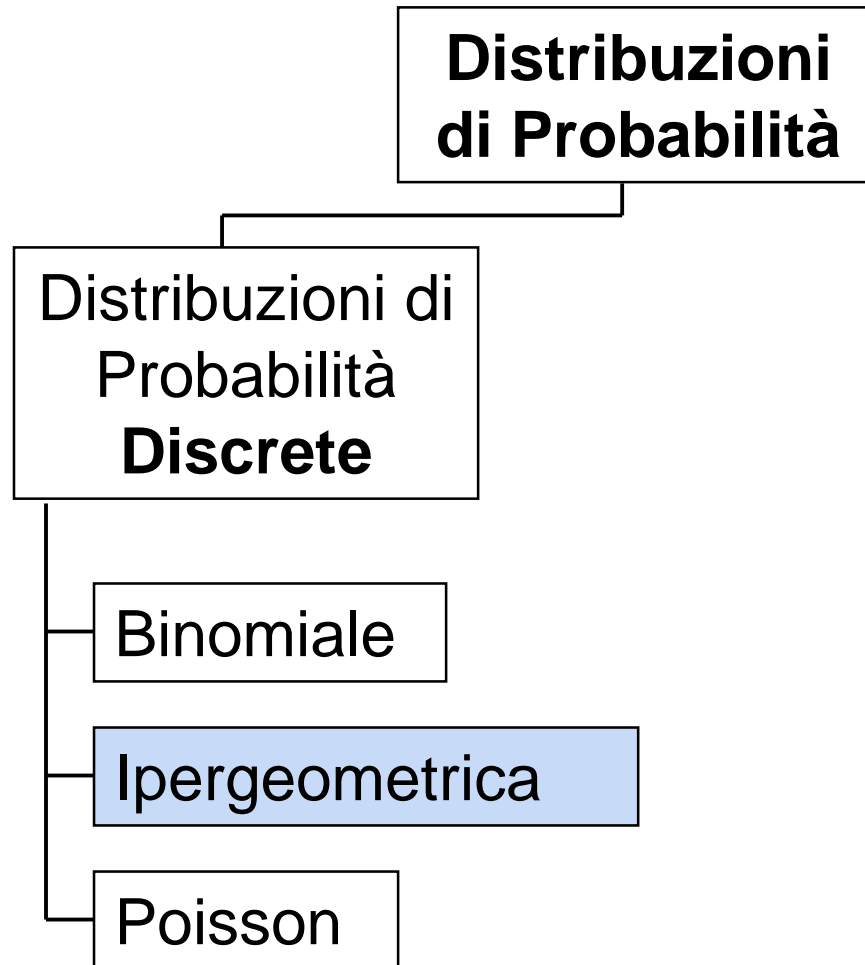 Distribuzioni
di Probabilità
Distribuzioni di
Probabilità
Discrete
Binomiale
Ipergeometrica
Poisson